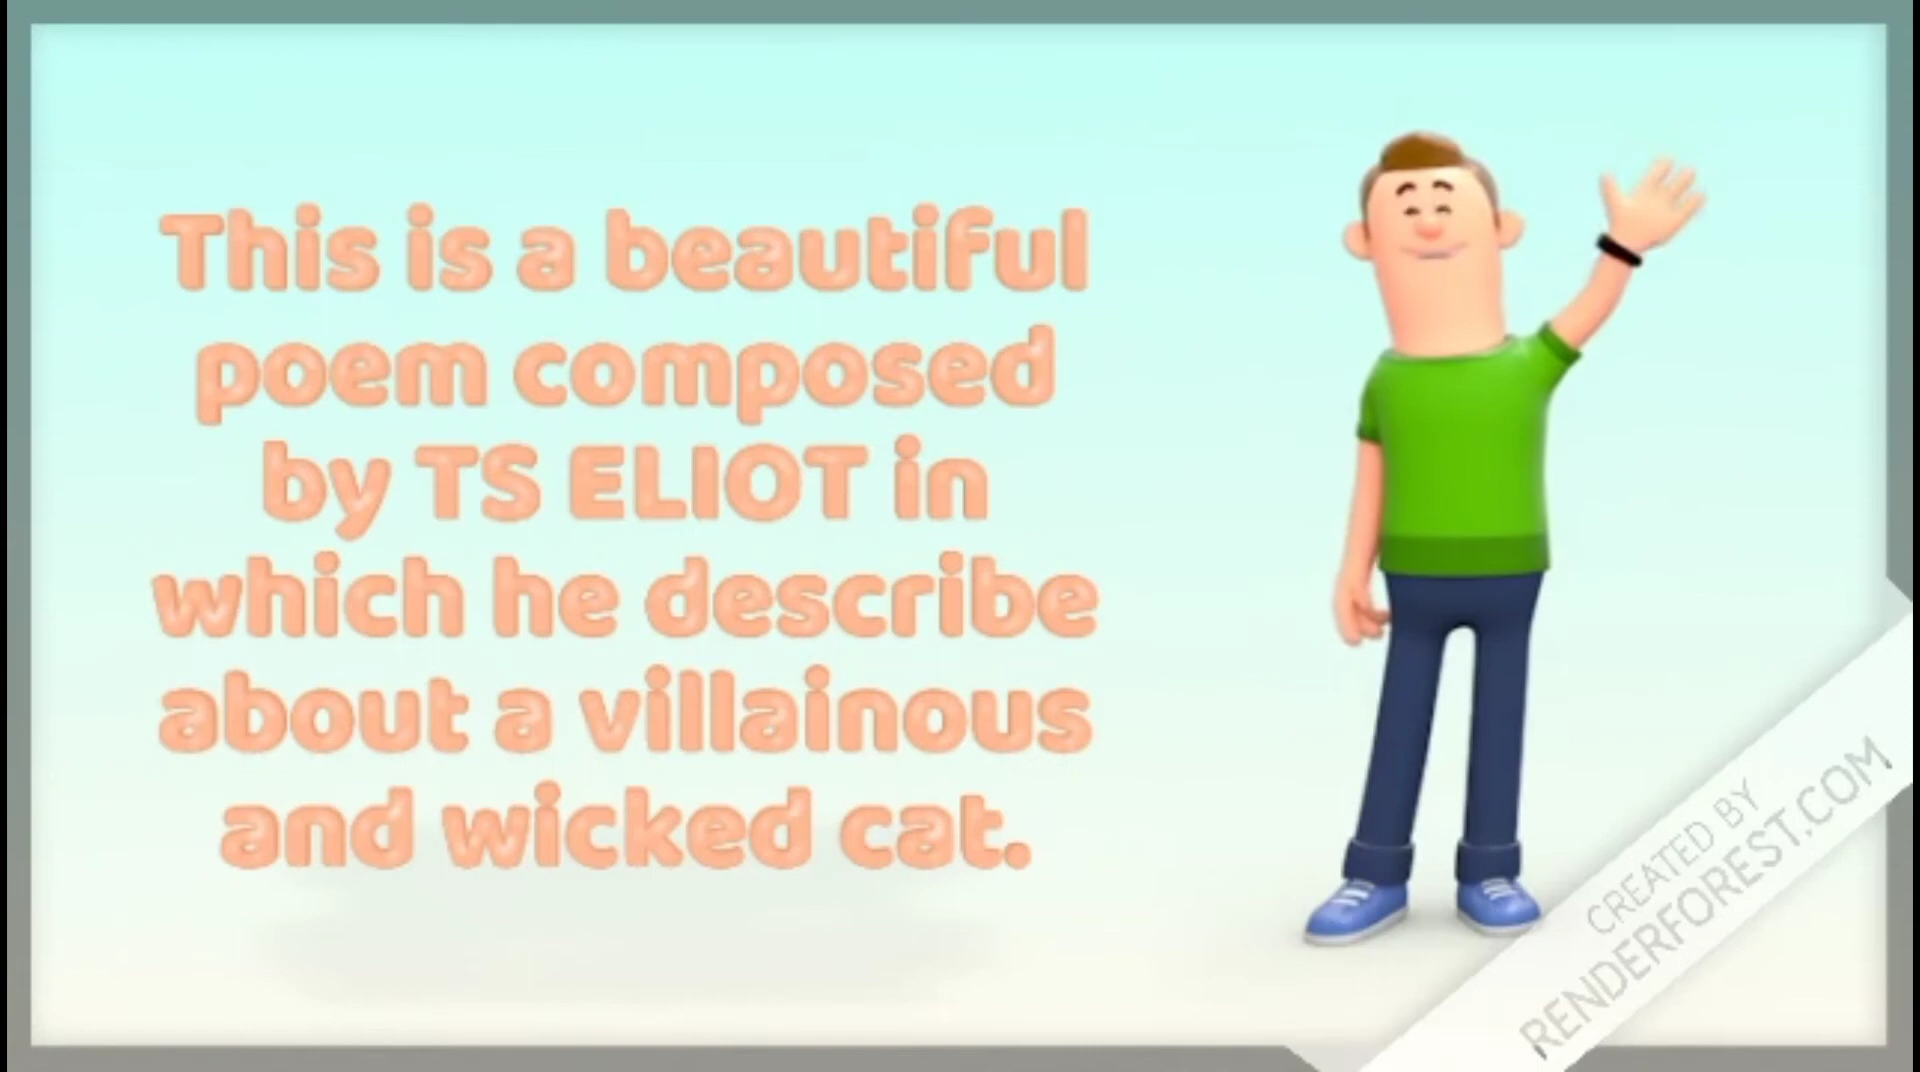 This is a beautiful
poem composed
by TS ELIOT in
which he describe
about a villainous
and wicked cat.
CREATED BY
RENDERFOREST.COM